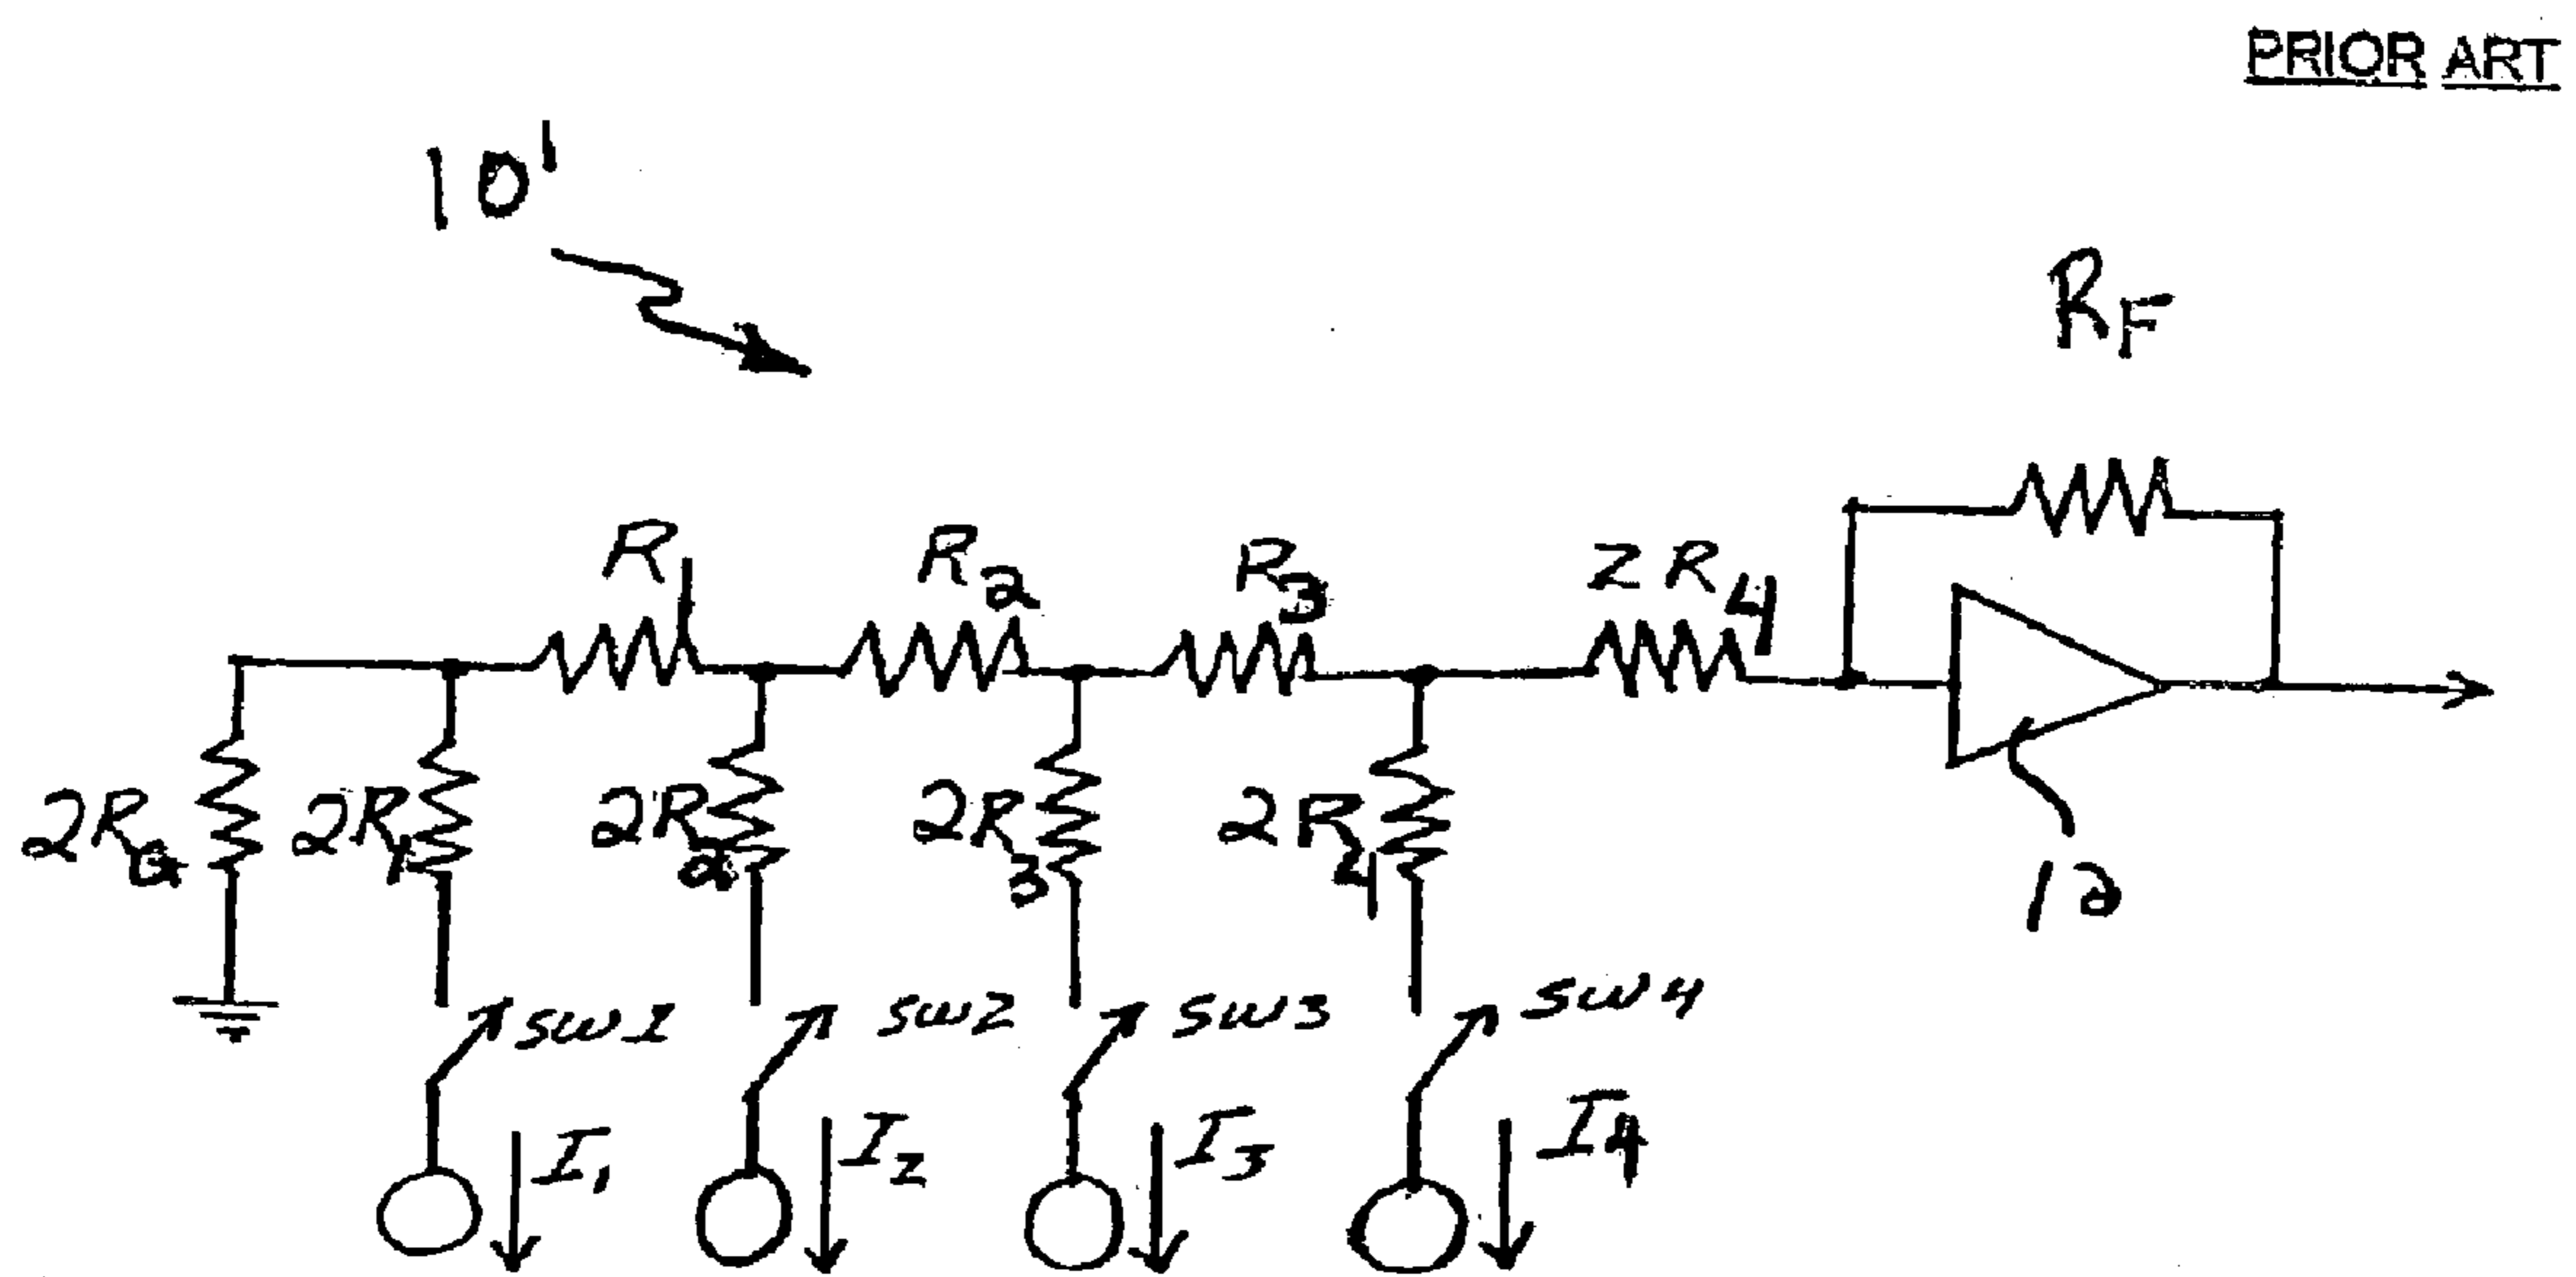 PRIOR ART
10'
RF
R1
R2
R3
2R4
2RG
2R1
2R2
2R3
2R4
12
SW1
SW2
SW3
SW4
I1
I2
I3
I4